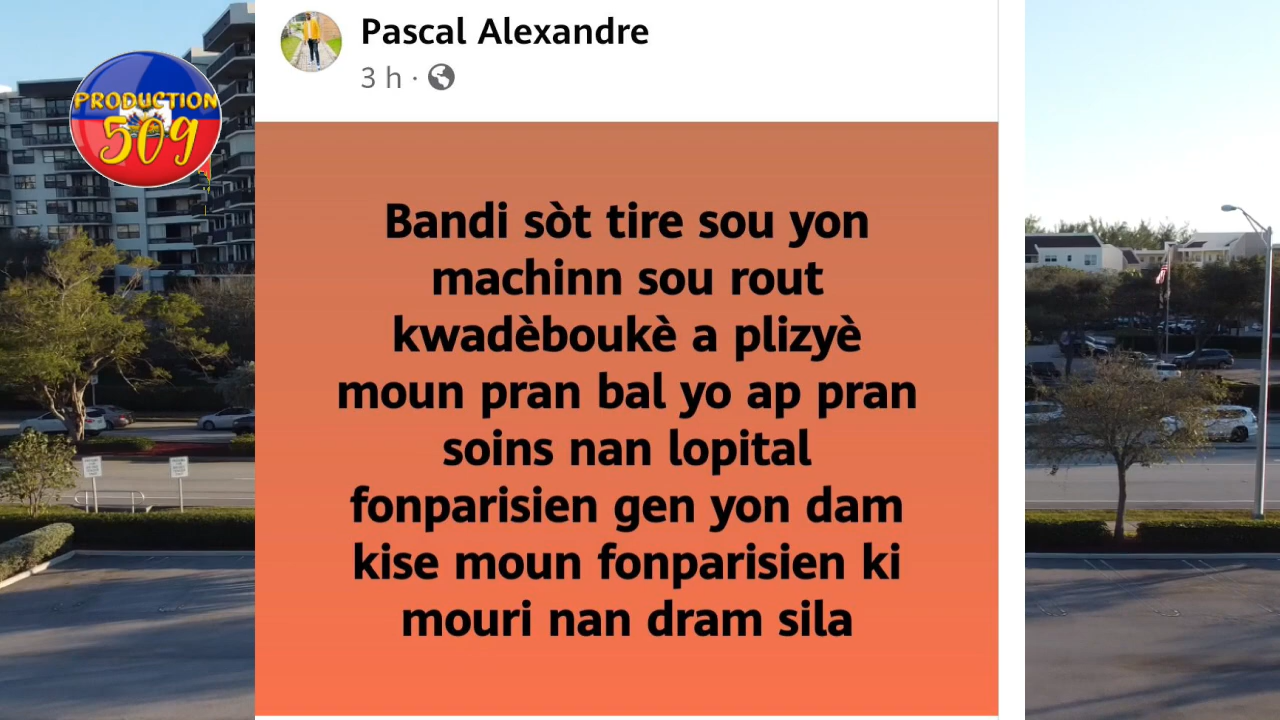 PRODUCTION
509
Pascal Alexandre
3 h ·
Bandi sòt tire sou yon
machinn sou rout
kwadèboukè a plizyè
moun pran bal yo ap pran
soins nan lopital
fonparisien gen yon dam
kise moun fonparisien ki
mouri nan dram sila